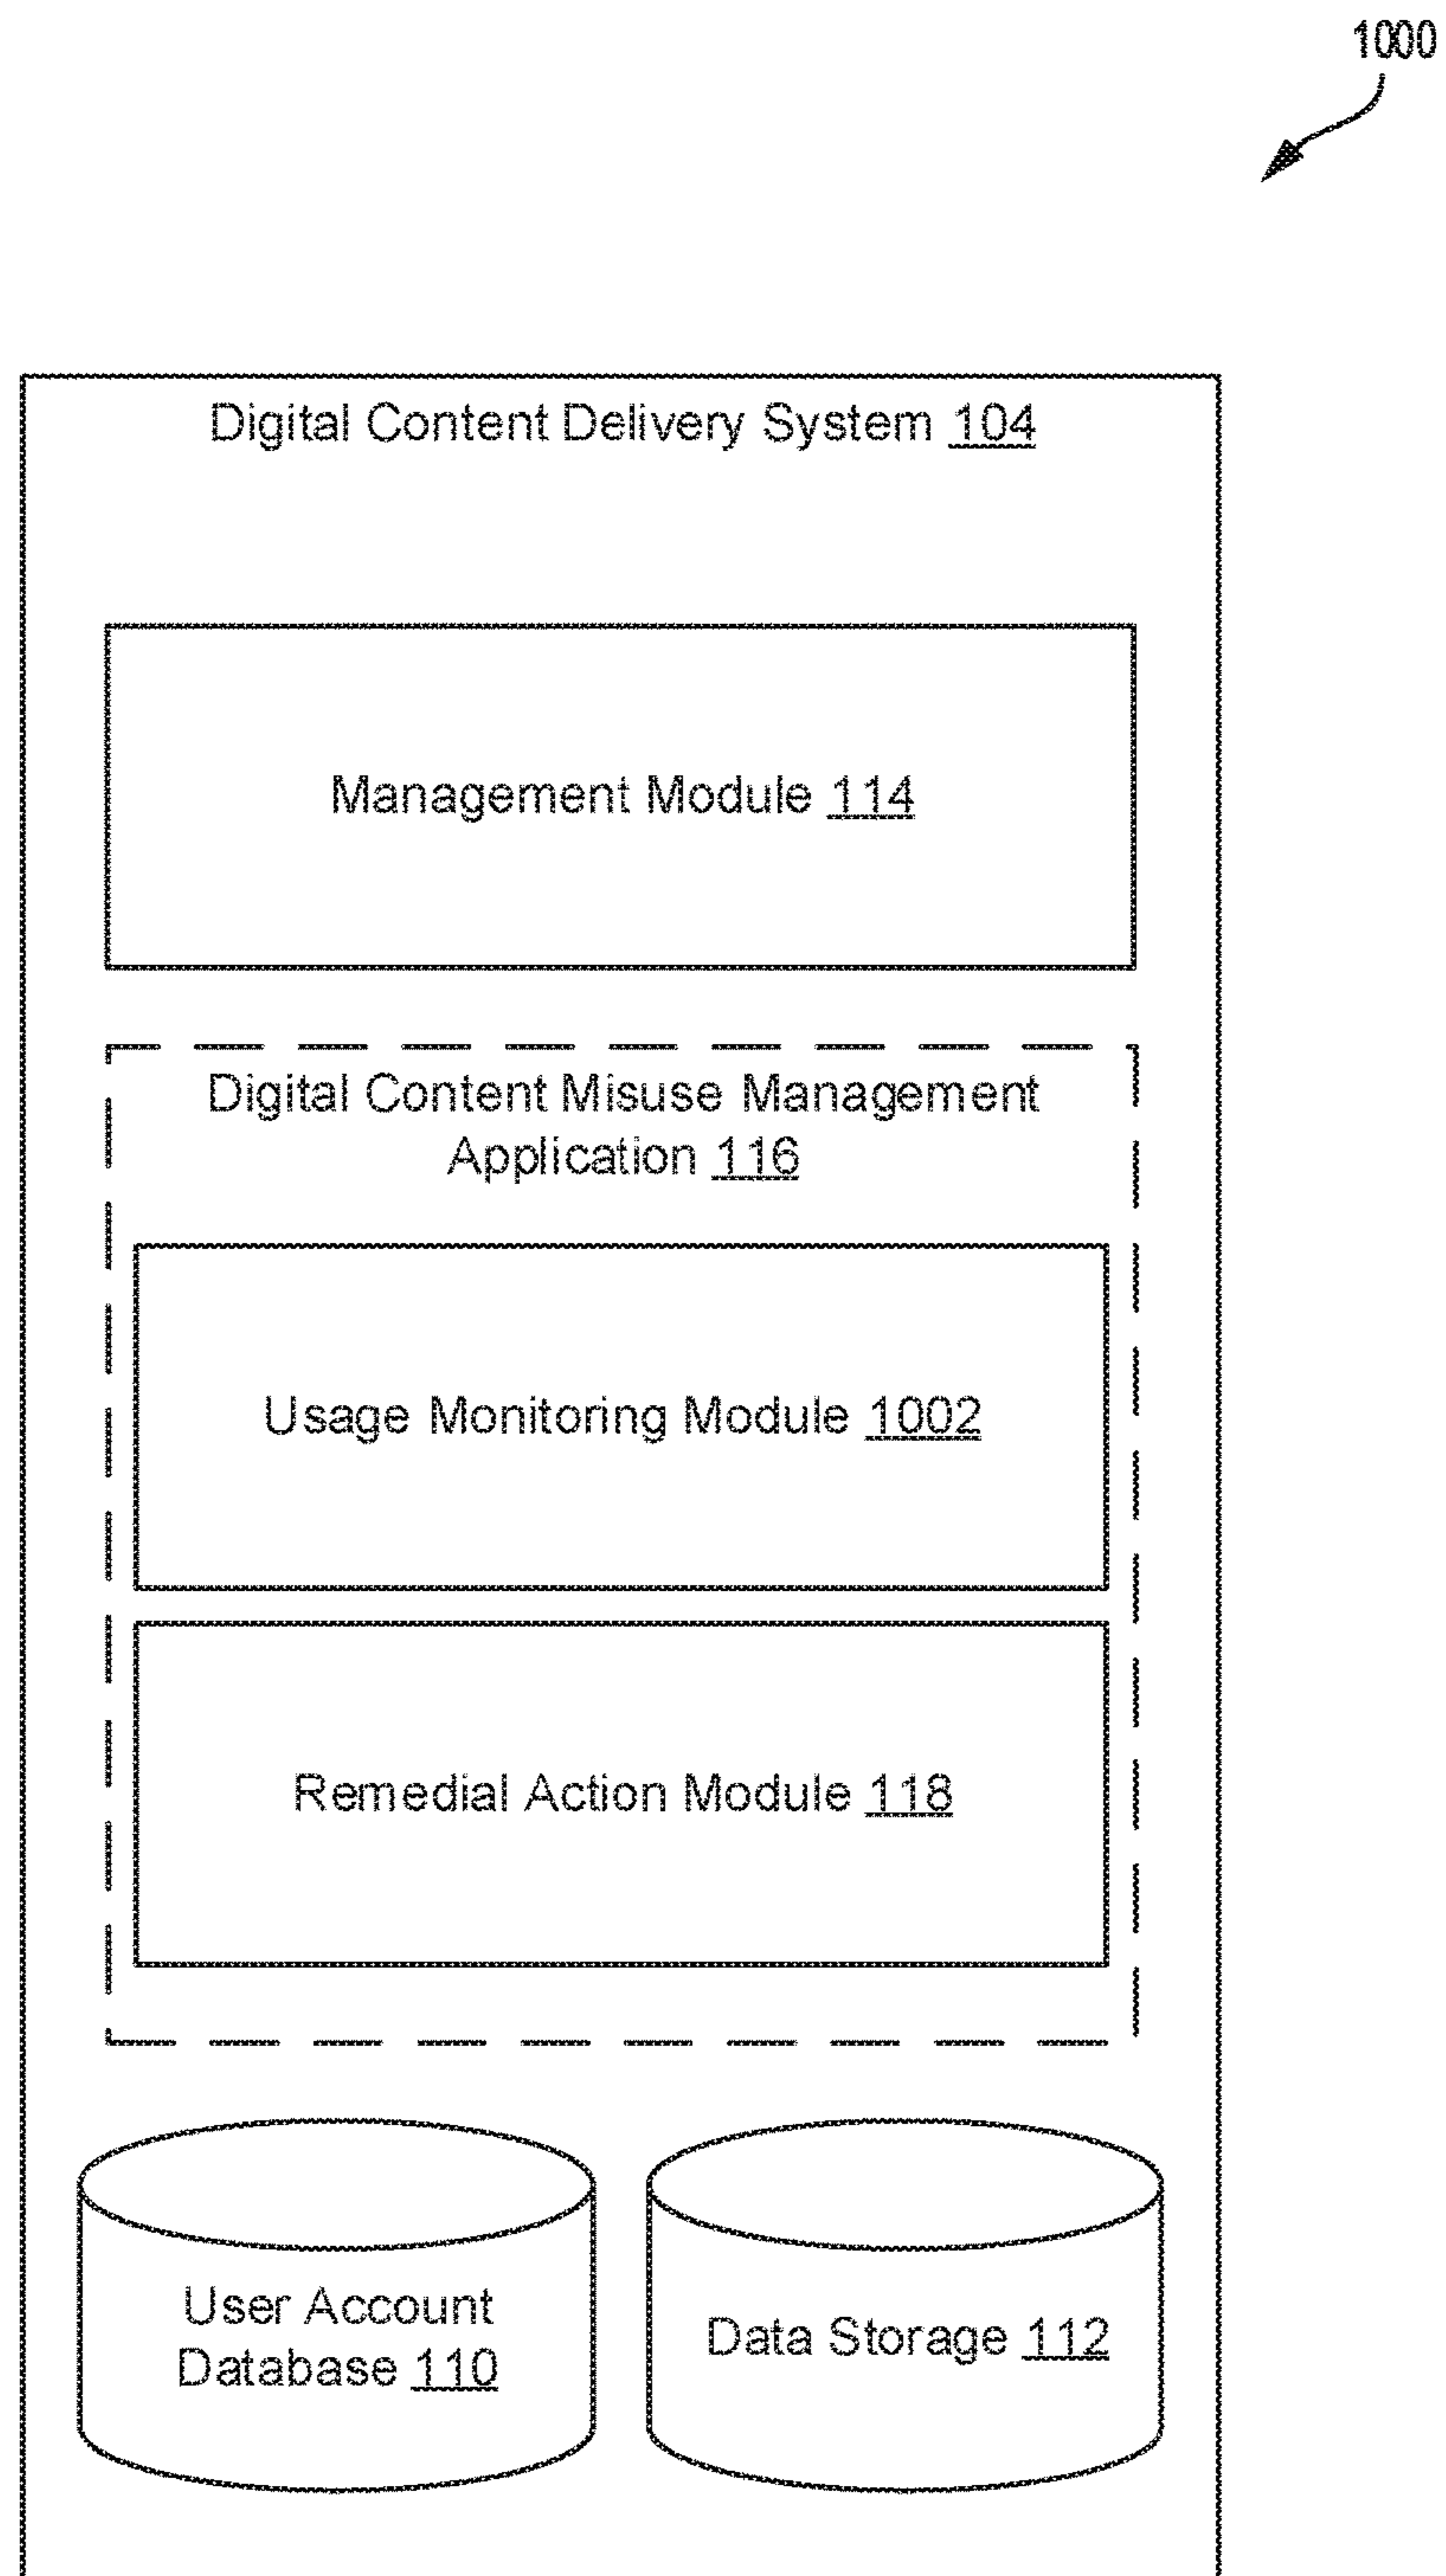 1000
Digital Content Delivery System 104
Management Module 114
Digital Content Misuse Management
Application 116
Usage Monitoring Module 1002
Remedial Action Module 118
User Account
Database 110
Data Storage 112